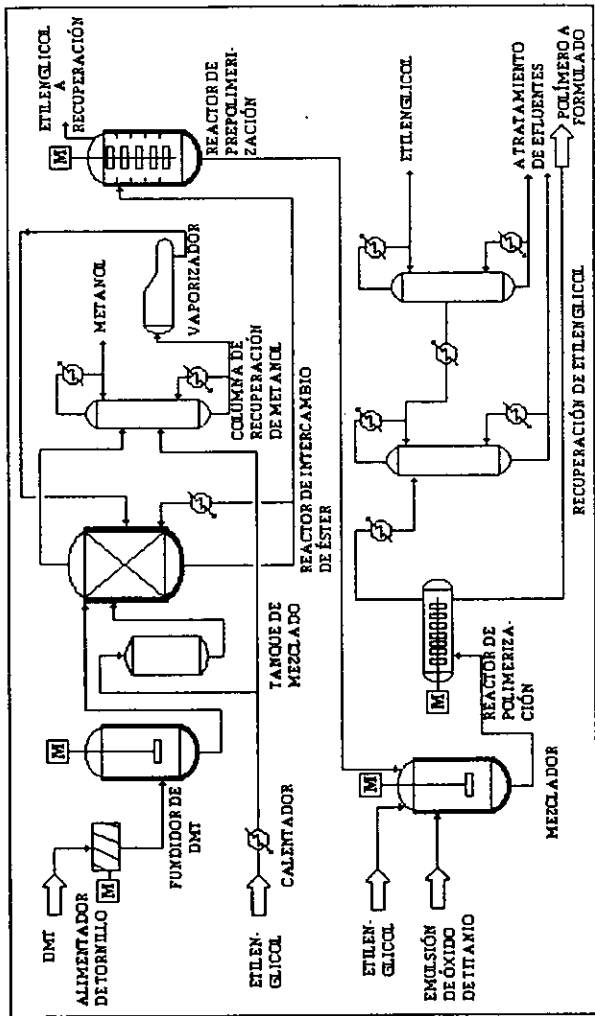 DMT
ALIMENTADOR
DE TORNILLO
M
FUNDIDOR DE
DMT
M
ETILEN-
GLICOL
CALENTADOR
TANQUE DE
MEZCLADO
REACTOR DE INTERCAMBIO
DE ÉSTER
COLUMNA DE
RECUPERACIÓN
DE METANOL
METANOL
VAPORIZADOR
M
ETILENGLICOL
A
RECUPERACIÓN
REACTOR DE
PREPOLIMERI-
ZACIÓN
ETILEN-
GLICOL
EMULSIÓN
DE ÓXIDO
DE TITANIO
M
MEZCLADOR
M
REACTOR DE
POLIMERIZA-
CIÓN
RECUPERACIÓN DE ETILENGLICOL
ETILENGLICOL
A TRATAMIENTO
DE EFLUENTES
POLÍMERO A
FORMULADO